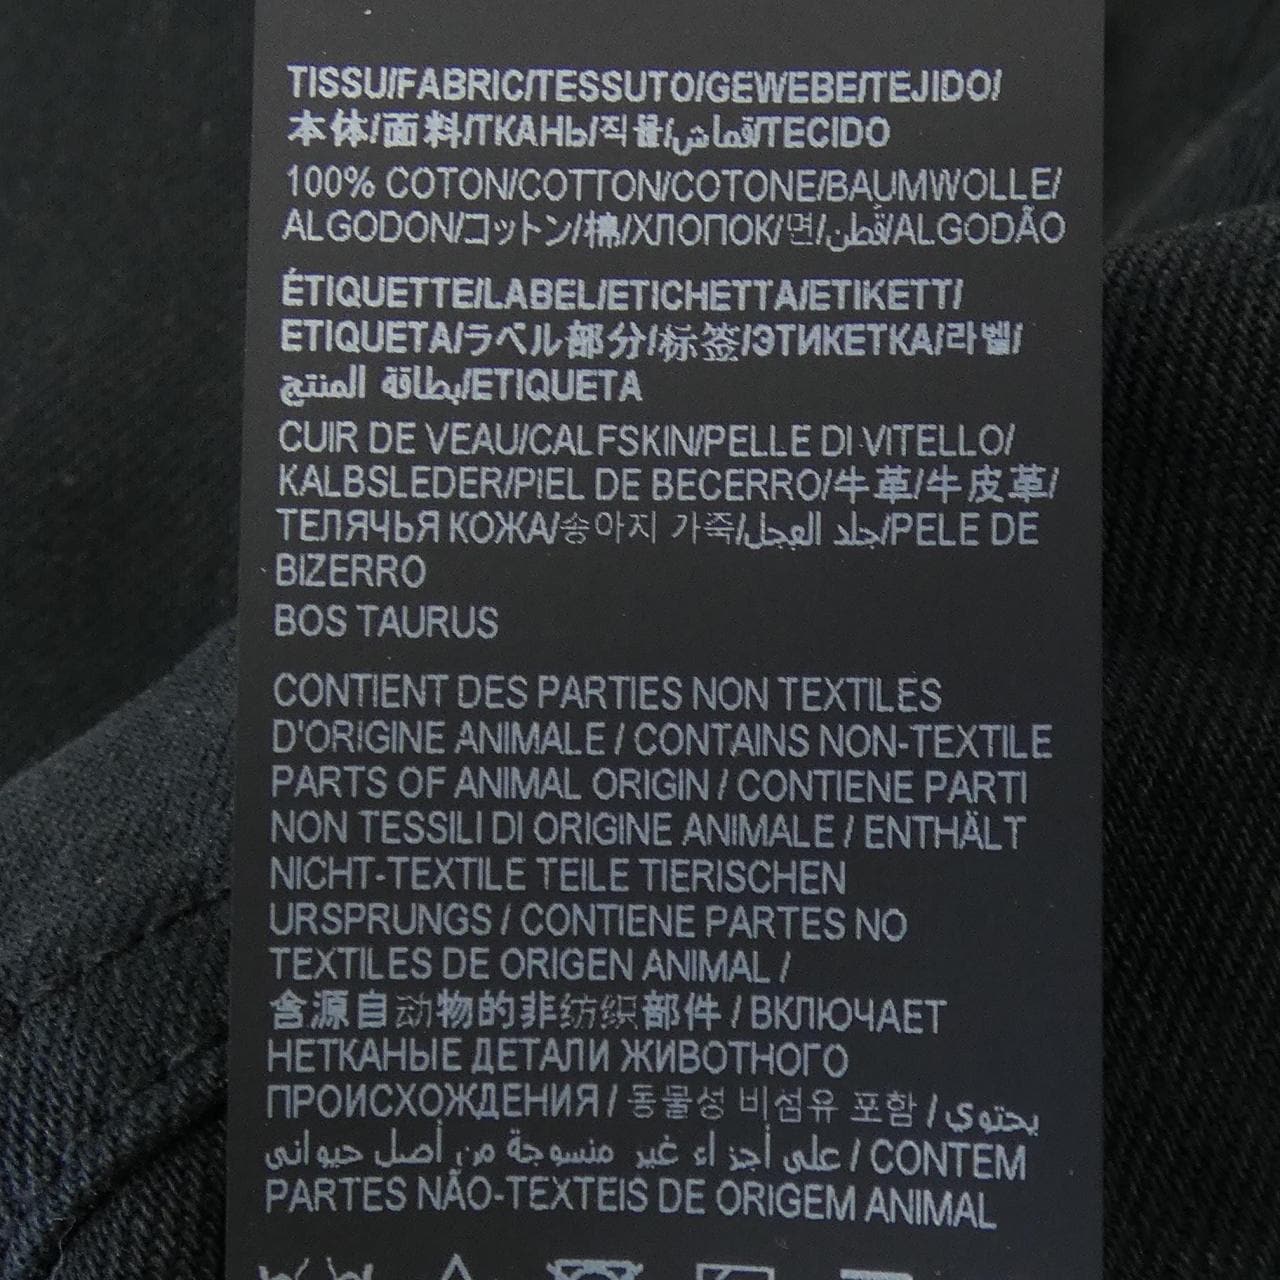 TISSU/FABRIC/TESSUTO/GEWEBE/TEJIDO/
本体/面料/ТКАНЬ/직물/قماش/TECIDO
100% COTON/COTTON/COTONE/BAUMWOLLE/
ALGODON/コットン/棉/ХЛОПОК/면/قطن/ALGODÃO
ÉTIQUETTE/LABEL/ETICHETTA/ETIKETT/
ETIQUETA/ラベル部分/标签/ЭТИКЕТКА/라벨/
بطاقة المنتج/ETIQUETA
CUIR DE VEAU/CALFSKIN/PELLE DI VITELLO/
KALBSLEDER/PIEL DE BECERRO/牛革/牛皮革/
ТЕЛЯЧЬЯ КОЖА/송아지 가죽/جلد العجل/PELE DE
BIZERRO
BOS TAURUS
CONTIENT DES PARTIES NON TEXTILES
D'ORIGINE ANIMALE / CONTAINS NON-TEXTILE
PARTS OF ANIMAL ORIGIN / CONTIENE PARTI
NON TESSILI DI ORIGINE ANIMALE / ENTHÄLT
NICHT-TEXTILE TEILE TIERISCHEN
URSPRUNGS / CONTIENE PARTES NO
TEXTILES DE ORIGEN ANIMAL /
含源自动物的非纺织部件 / ВКЛЮЧАЕТ
НЕТКАНЫЕ ДЕТАЛИ ЖИВОТНОГО
ПРОИСХОЖДЕНИЯ / 동물성 비섬유 포함 / يحتوي
على أجزاء غير منسوجة من أصل حيواني / CONTEM
PARTES NÃO-TEXTEIS DE ORIGEM ANIMAL